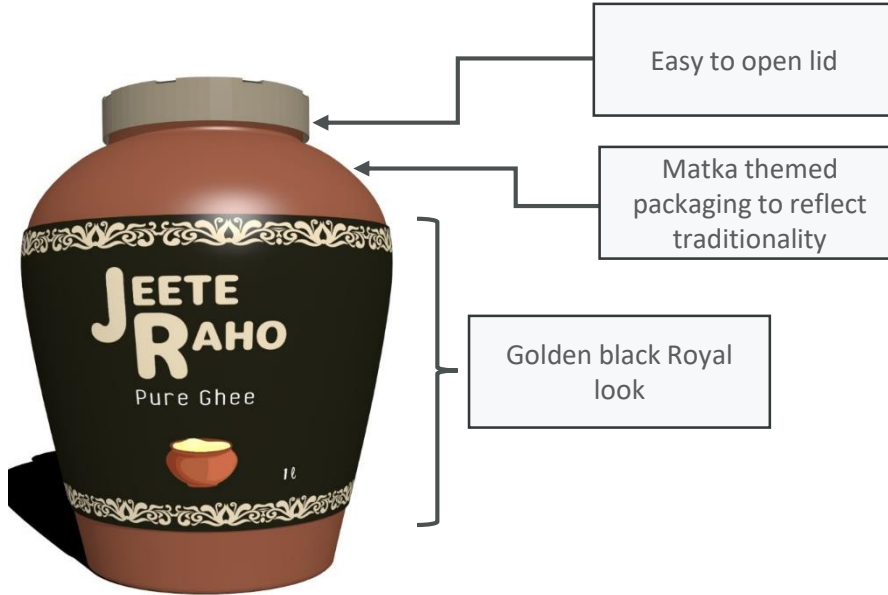 Easy to open lid
Matka themed
packaging to reflect
traditionality
JEETE
RAHO
Pure Ghee
1ℓ
Golden black Royal
look